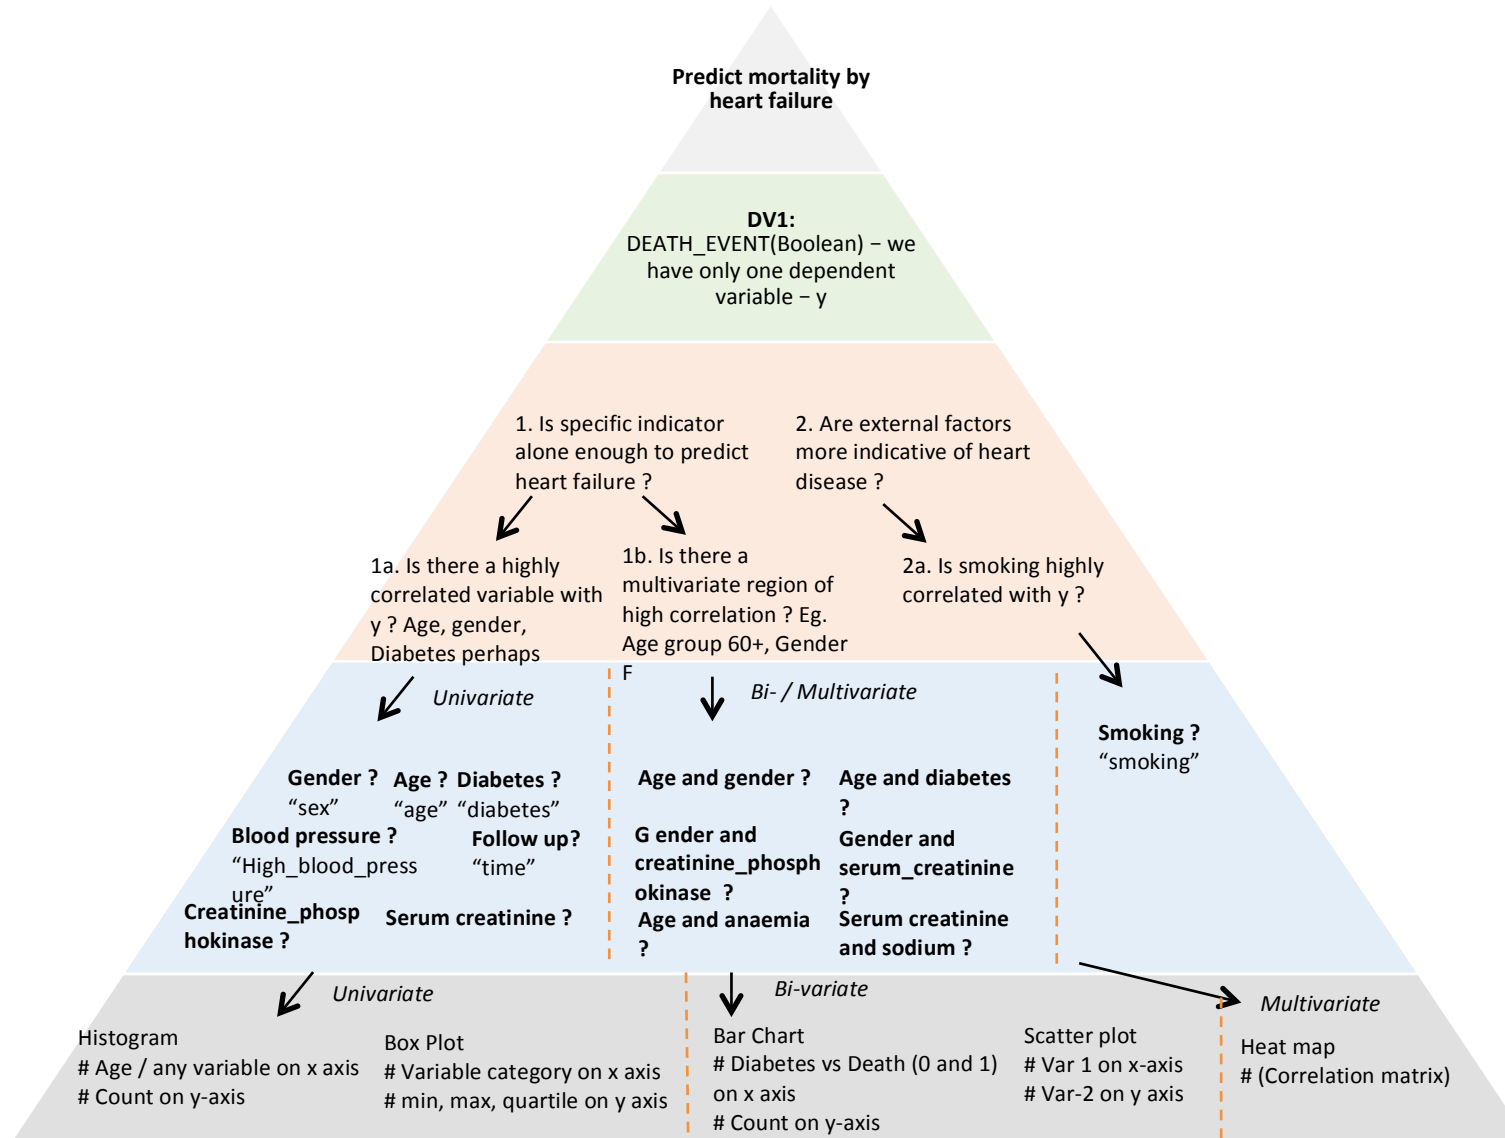 Predict mortality by
heart failure
DV1:
DEATH_EVENT(Boolean) – we
have only one dependent
variable – y
1. Is specific indicator
alone enough to predict
heart failure ?
2. Are external factors
more indicative of heart
disease ?
1a. Is there a highly
correlated variable with
y ? Age, gender,
Diabetes perhaps
1b. Is there a
multivariate region of
high correlation ? Eg.
Age group 60+, Gender
F
2a. Is smoking highly
correlated with y ?
Univariate
Bi- / Multivariate
Gender ?
“sex”
Age ?
“age”
Diabetes ?
“diabetes”
Blood pressure ?
“High_blood_press
ure”
Follow up?
“time”
Creatinine_phosp
hokinase ?
Serum creatinine ?
Age and gender ?
Age and diabetes
?
G ender and
creatinine_phosph
okinase ?
Gender and
serum_creatinine
?
Age and anaemia
?
Serum creatinine
and sodium ?
Smoking ?
“smoking”
Univariate
Bi-variate
Multivariate
Histogram
# Age / any variable on x axis
# Count on y-axis
Box Plot
# Variable category on x axis
# min, max, quartile on y axis
Bar Chart
# Diabetes vs Death (0 and 1)
on x axis
# Count on y-axis
Scatter plot
# Var 1 on x-axis
# Var-2 on y axis
Heat map
# (Correlation matrix)